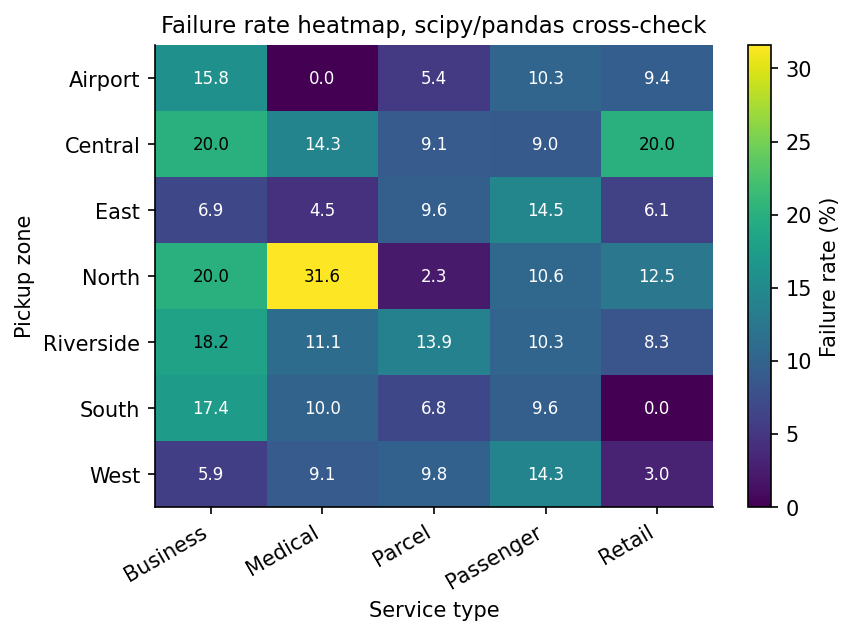 Failure rate heatmap, scipy/pandas cross-check
Pickup zone
Airport 15.8 0.0 5.4 10.3 9.4
Central 20.0 14.3 9.1 9.0 20.0
East 6.9 4.5 9.6 14.5 6.1
North 20.0 31.6 2.3 10.6 12.5
Riverside 18.2 11.1 13.9 10.3 8.3
South 17.4 10.0 6.8 9.6 0.0
West 5.9 9.1 9.8 14.3 3.0
Business Medical Parcel Passenger Retail
Service type
30
25
20
15
10
5
0
Failure rate (%)